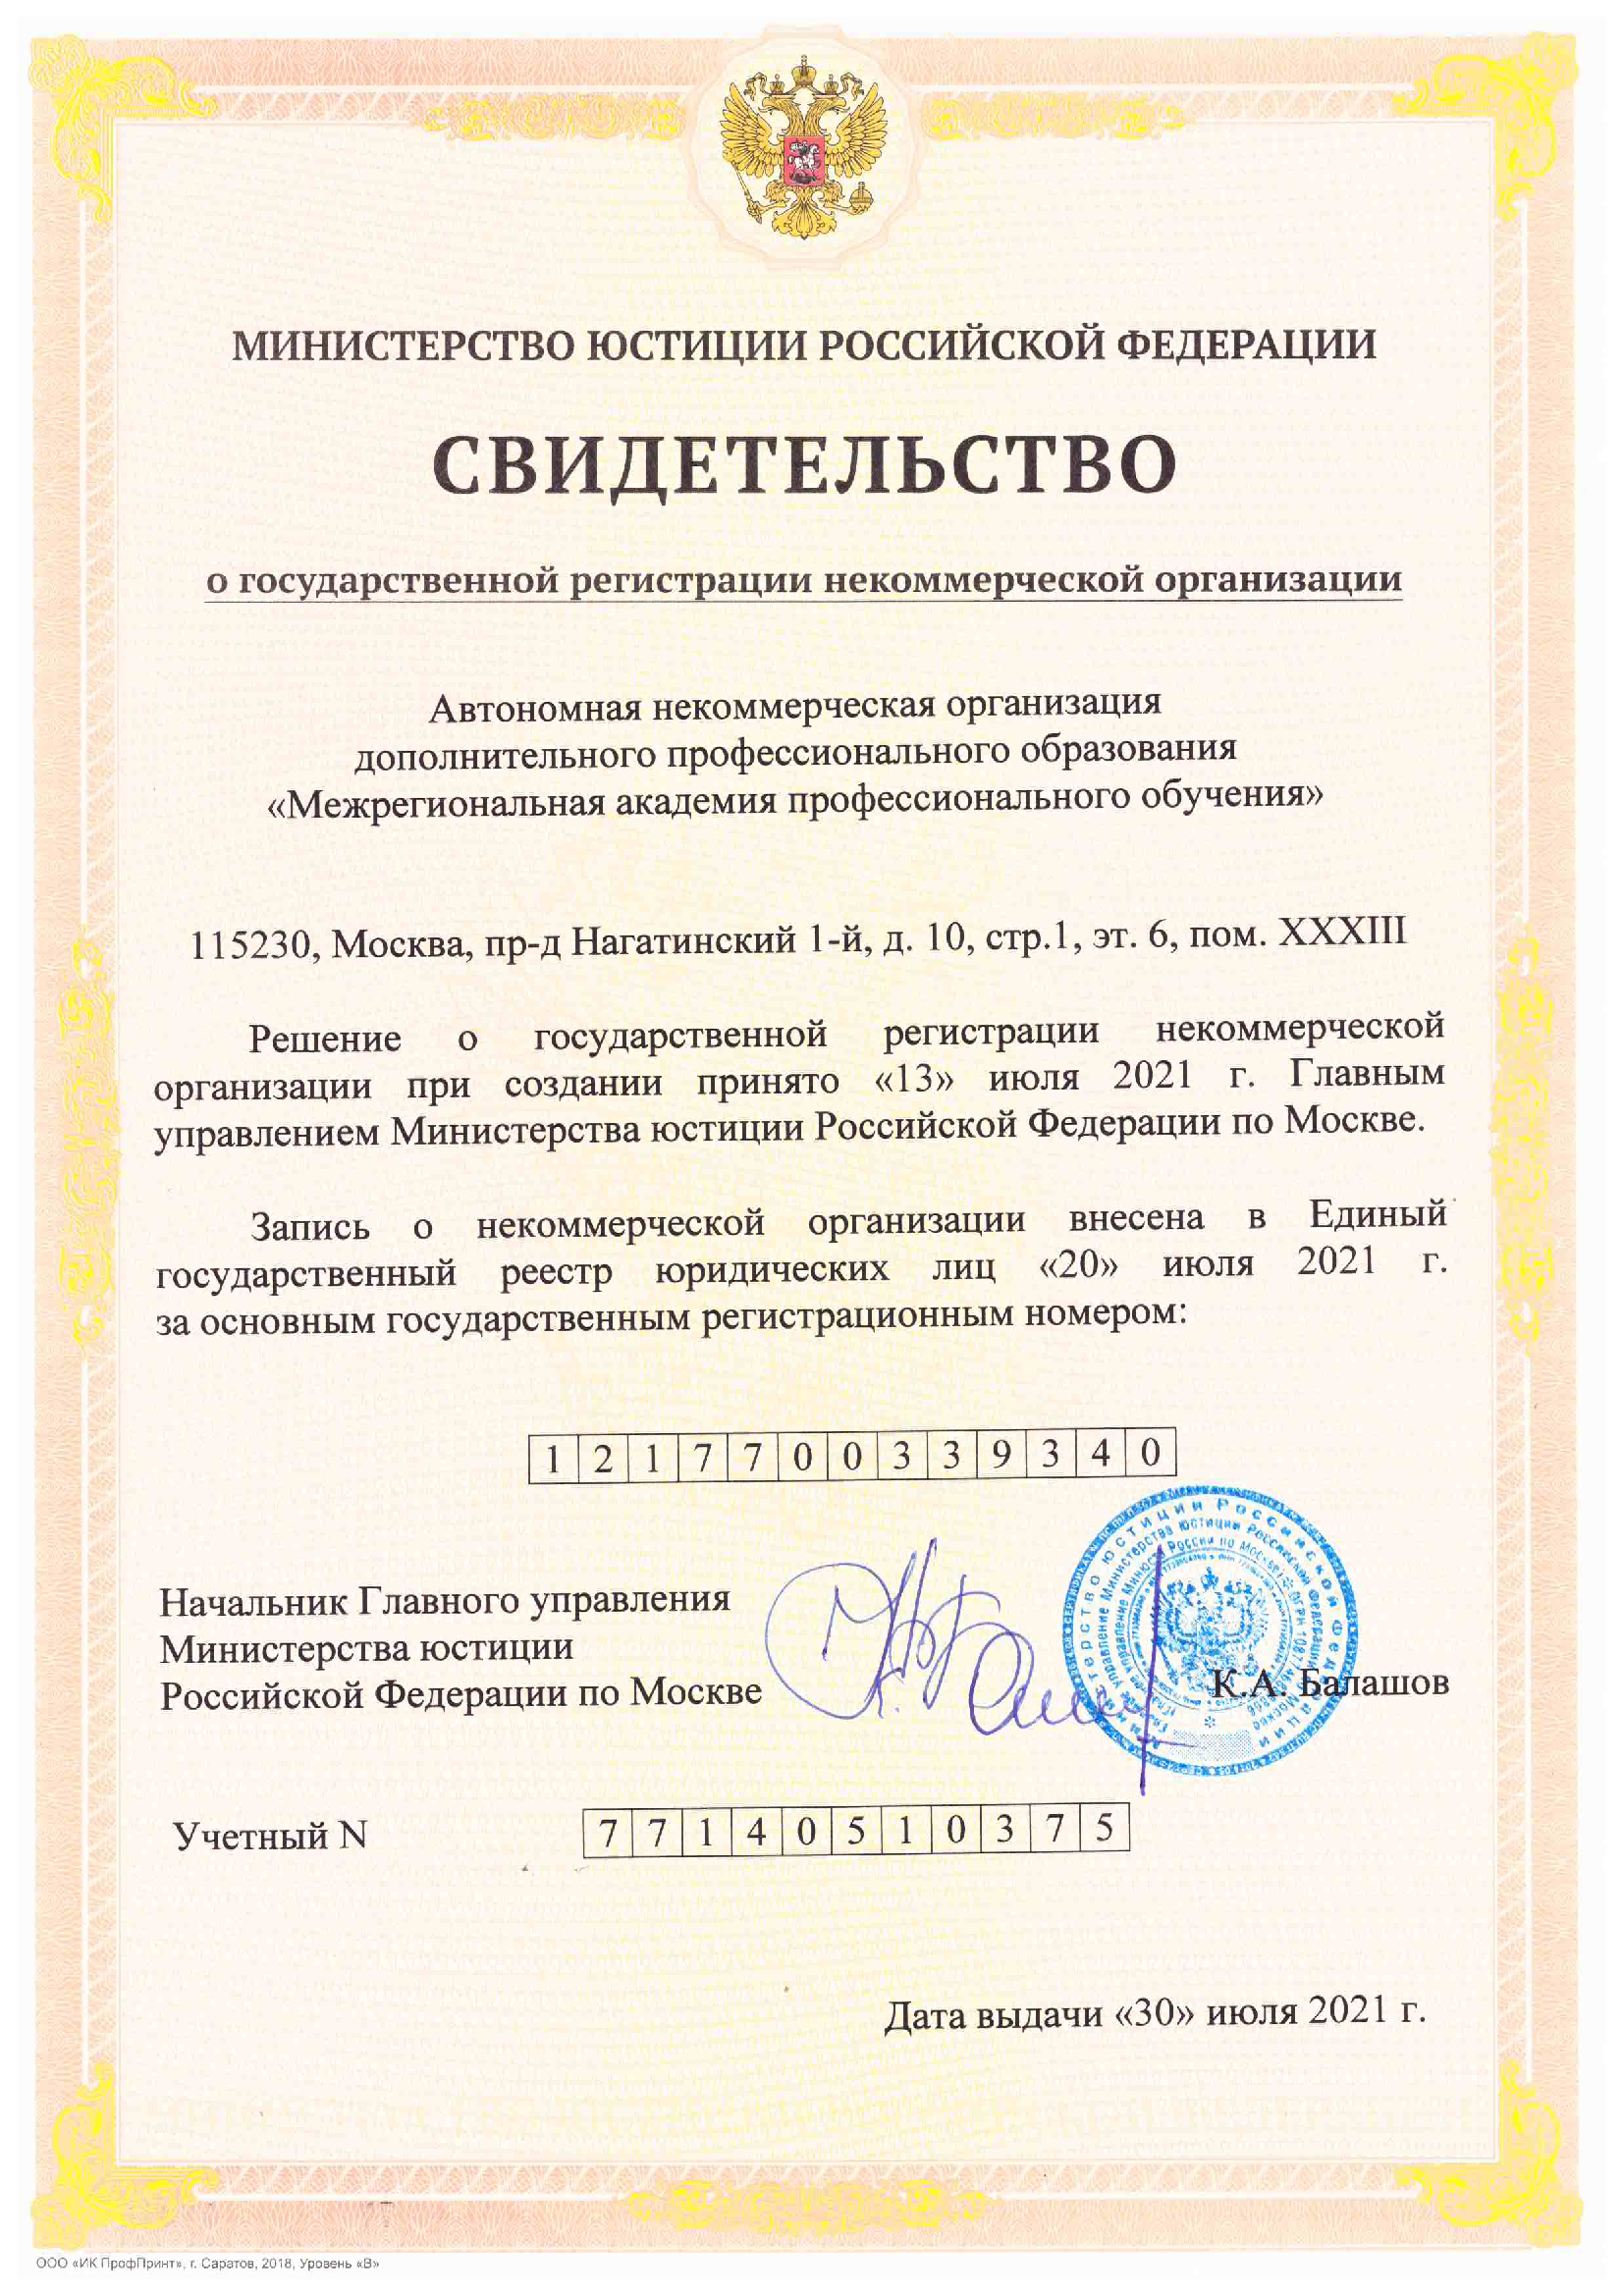 МИНИСТЕРСТВО ЮСТИЦИИ РОССИЙСКОЙ ФЕДЕРАЦИИ
СВИДЕТЕЛЬСТВО
о государственной регистрации некоммерческой организации
Автономная некоммерческая организация
дополнительного профессионального образования
«Межрегиональная академия профессионального обучения»
115230, Москва, пр-д Нагатинский 1-й, д. 10, стр.1, эт. 6, пом. XXXIII
Решение о государственной регистрации некоммерческой
организации при создании принято «13» июля 2021 г. Главным
управлением Министерства юстиции Российской Федерации по Москве.
Запись о некоммерческой организации внесена в Единый
государственный реестр юридических лиц «20» июля 2021 г.
за основным государственным регистрационным номером:
1 2 1 7 7 0 0 3 3 9 3 4 0
Начальник Главного управления
Министерства юстиции
Российской Федерации по Москве
К.А. Балашов
Учетный N 7 7 1 4 0 5 1 0 3 7 5
Дата выдачи «30» июля 2021 г.
ООО «ИК ПрофПринт», г. Саратов, 2018, Уровень «В»